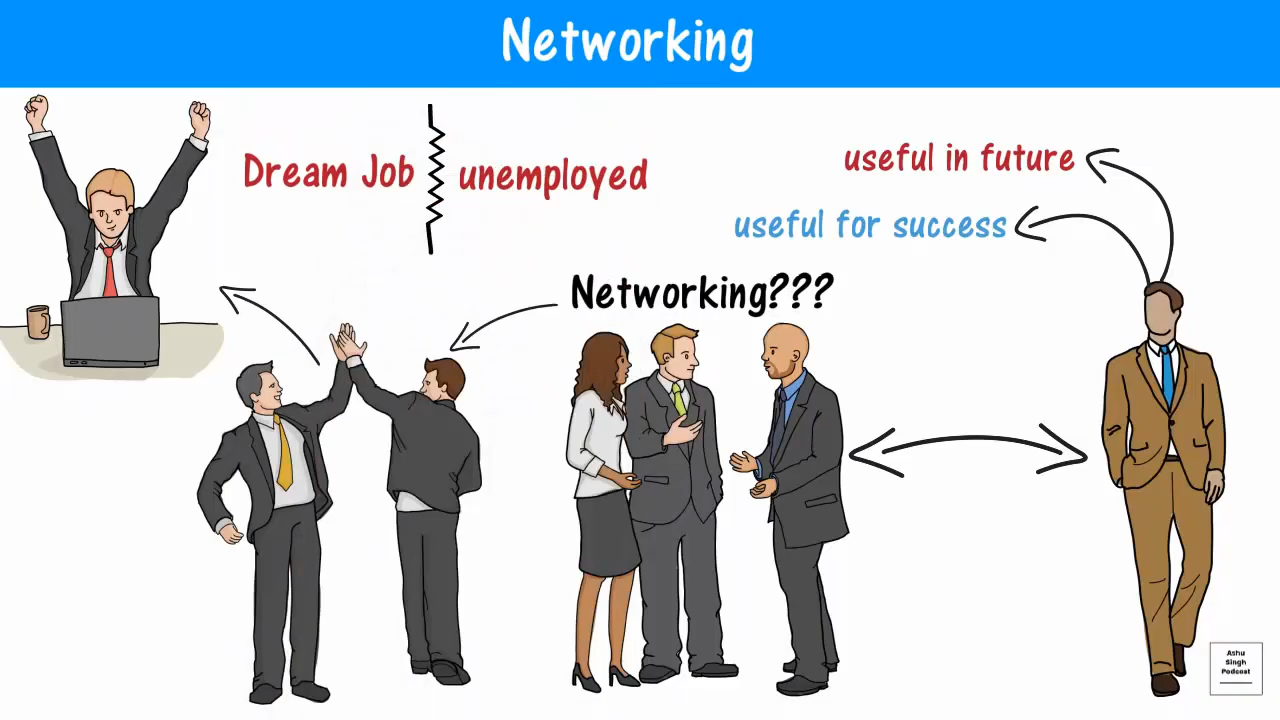 Networking
Dream Job
unemployed
useful in future
useful for success
Networking???
Ashu
Singh
Podcast